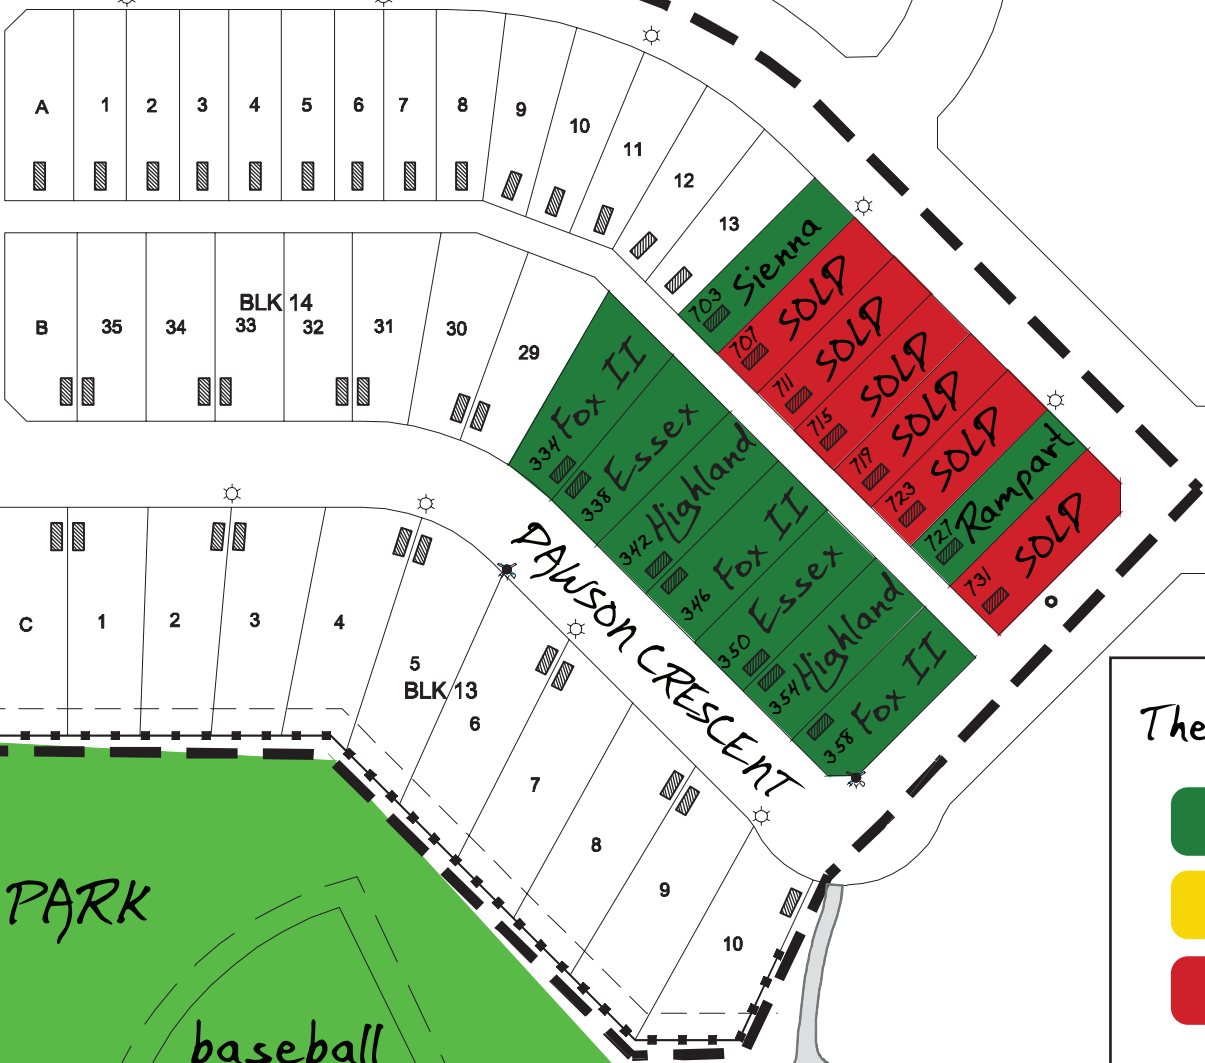 A
1
2
3
4
5
6
7
8
9
10
11
12
13
703 Sienna
707 SOLD
711 SOLD
715 SOLD
719 SOLD
723 SOLD
727 Rampart
731 SOLD
BLK 14
B
35
34
33
32
31
30
29
334 Fox II
338 Essex
342 Highland
346 Fox II
350 Essex
354 Highland
358 Fox II
DAWSON CRESCENT
C
1
2
3
4
5
BLK 13
6
7
8
9
10
The
PARK
baseball